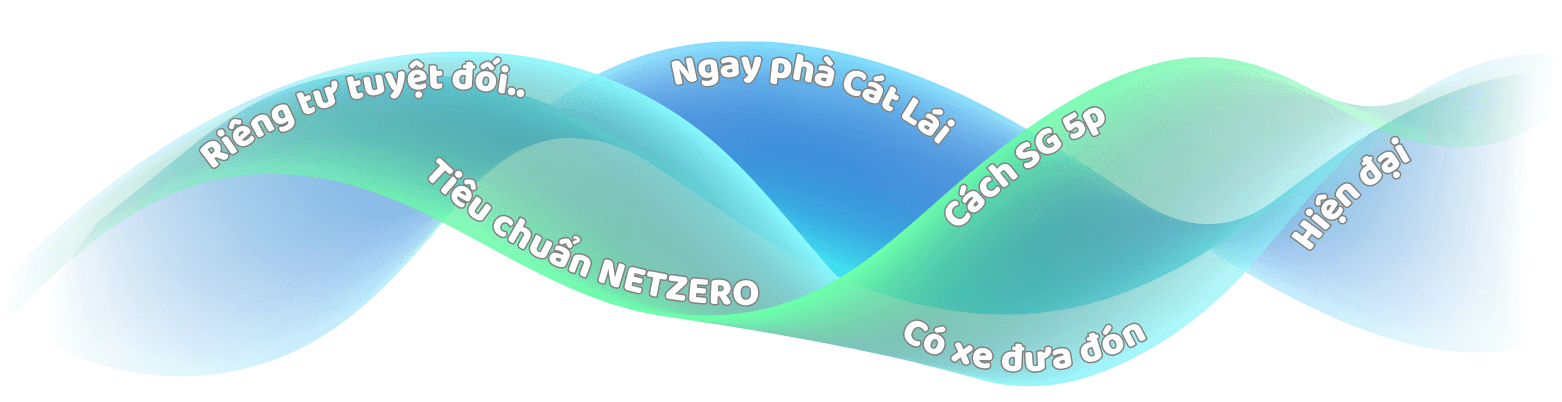 Riêng tư tuyệt đối..
Tiêu chuẩn NETZERO
Ngay phà Cát Lái
Cách SG 5p
Có xe đưa đón
Hiện đại